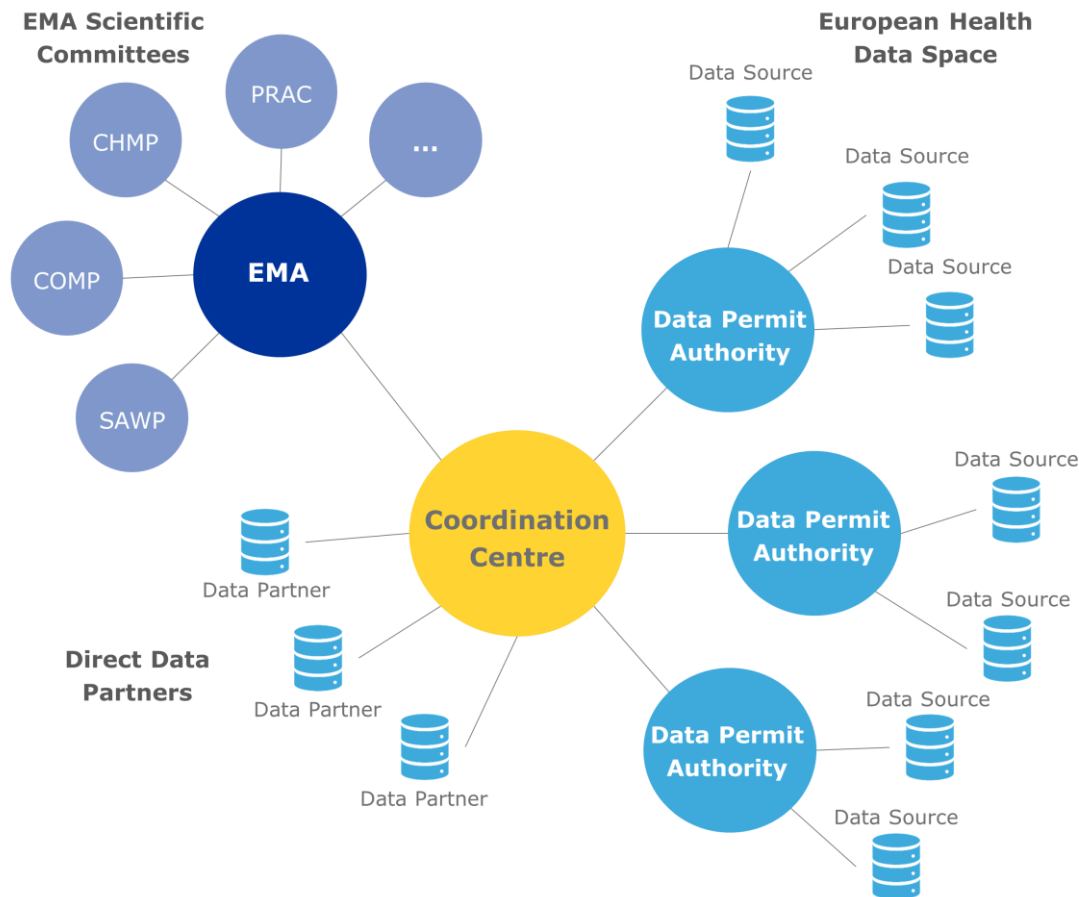 EMA Scientific
Committees
PRAC
CHMP
...
COMP
EMA
SAWP
European Health
Data Space
Data Source
Data Source
Data Source
Data Permit
Authority
Coordination
Centre
Data Permit
Authority
Data Source
Data Source
Data Permit
Authority
Data Source
Data Source
Direct Data
Partners
Data Partner
Data Partner
Data Partner